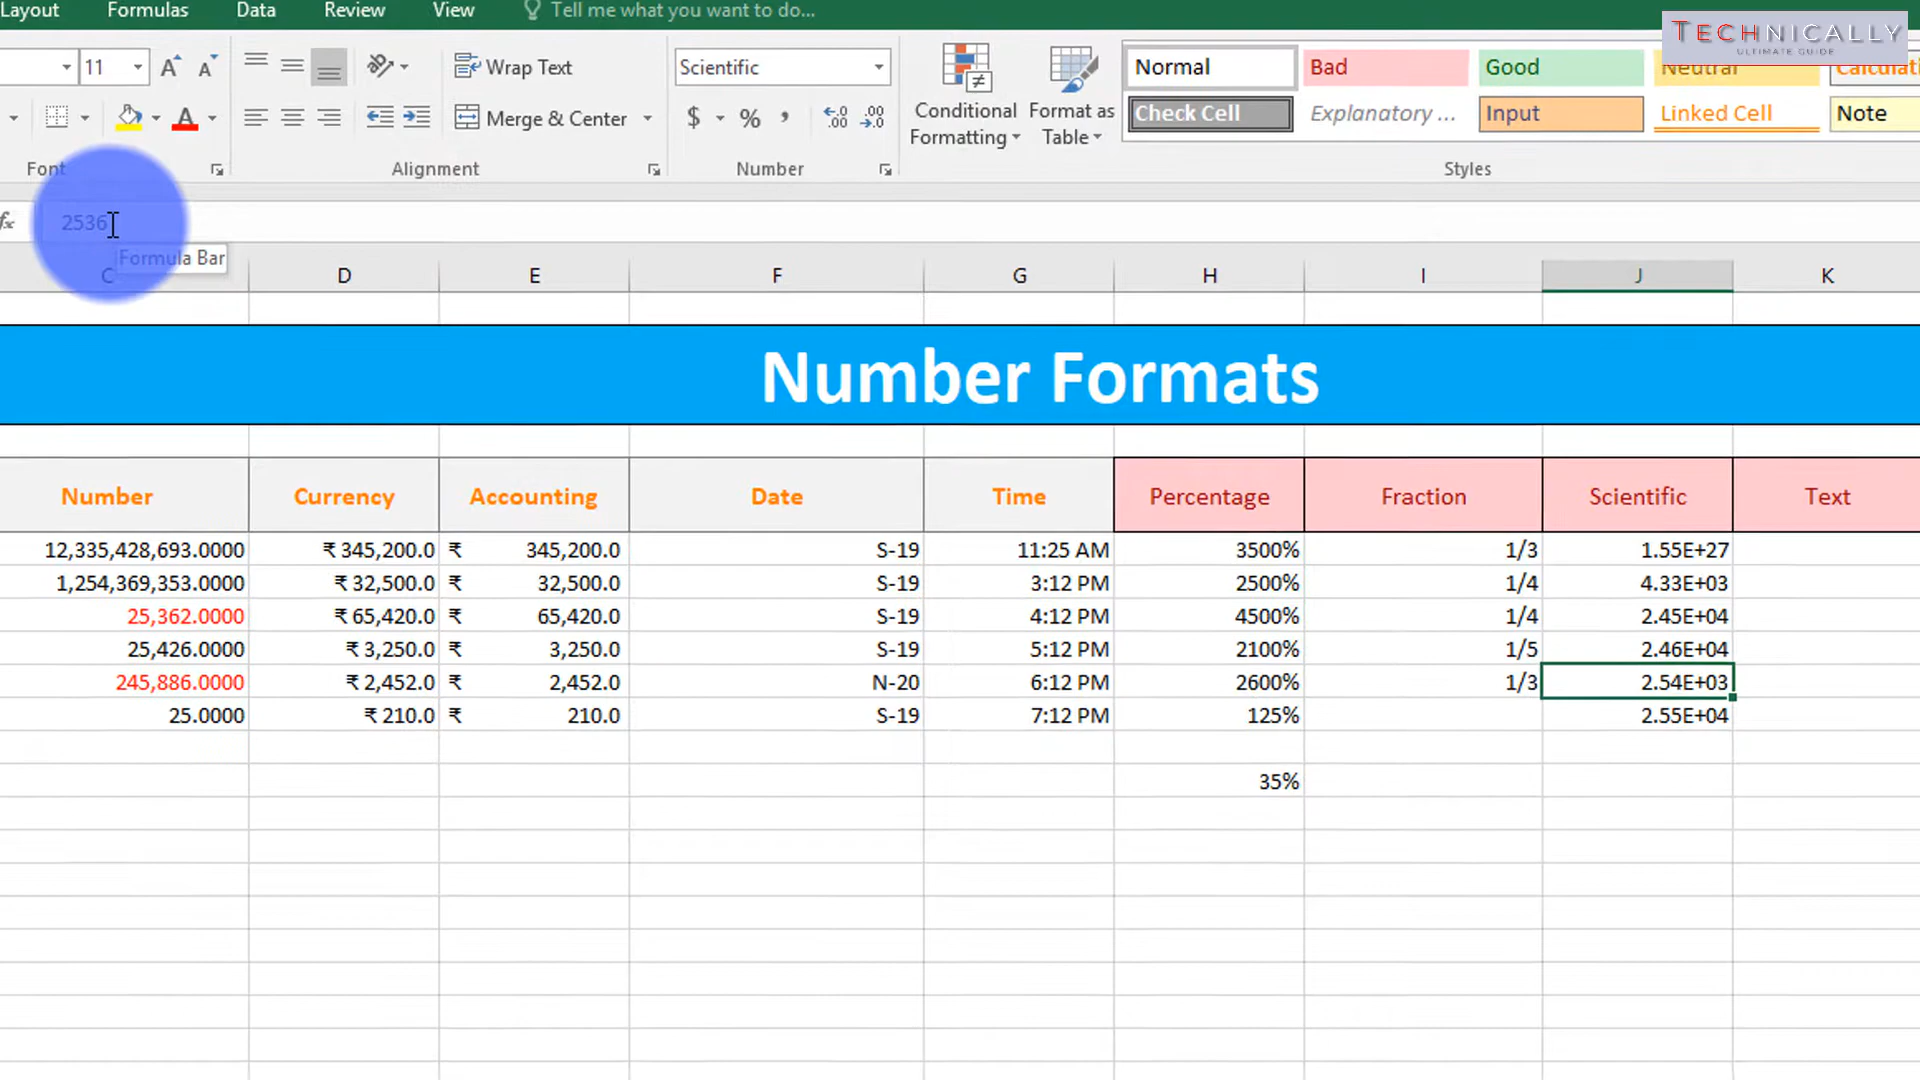 Layout Formulas Data Review View Tell me what you want to do...
TECHNICALLY
ULTIMATE GUIDE
11 Wrap Text Scientific Normal Bad Good Neutral Calculati
$ % , Merge & Center Conditional Formatting Format as Table Check Cell Explanatory ... Input Linked Cell Note
Font Alignment Number Styles
fx 2536
Formula Bar
C D E F G H I J K
Number Formats
Number Currency Accounting Date Time Percentage Fraction Scientific Text
12,335,428,693.0000 ₹ 345,200.0 ₹ 345,200.0 S-19 11:25 AM 3500% 1/3 1.55E+27
1,254,369,353.0000 ₹ 32,500.0 ₹ 32,500.0 S-19 3:12 PM 2500% 1/4 4.33E+03
25,362.0000 ₹ 65,420.0 ₹ 65,420.0 S-19 4:12 PM 4500% 1/4 2.45E+04
25,426.0000 ₹ 3,250.0 ₹ 3,250.0 S-19 5:12 PM 2100% 1/5 2.46E+04
245,886.0000 ₹ 2,452.0 ₹ 2,452.0 N-20 6:12 PM 2600% 1/3 2.54E+03
25.0000 ₹ 210.0 ₹ 210.0 S-19 7:12 PM 125% 2.55E+04
35%